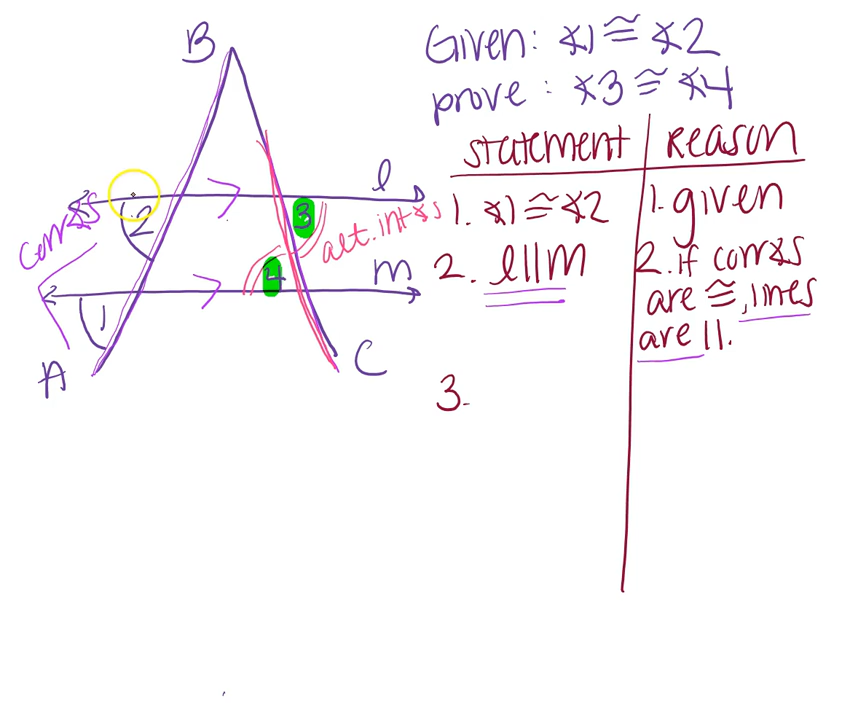 B
Given: ∡1 ≅ ∡2
prove : ∡3 ≅ ∡4
statement
Reason
l
1. ∡1 ≅ ∡2
1. given
2
3
corr ∡s
alt. int ∡s
4
m
2. l || m
2. if corr ∡s
are ≅, lines
are ||.
1
A
C
3.